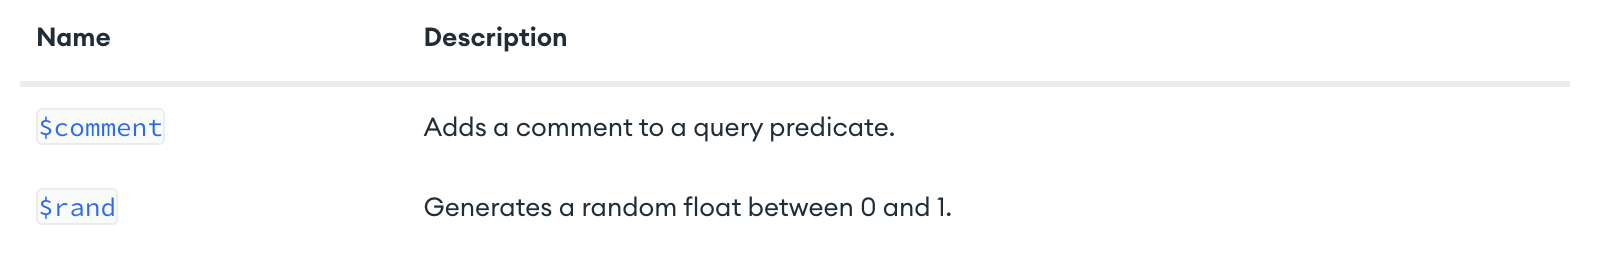 Name Description
$comment Adds a comment to a query predicate.
$rand Generates a random float between 0 and 1.